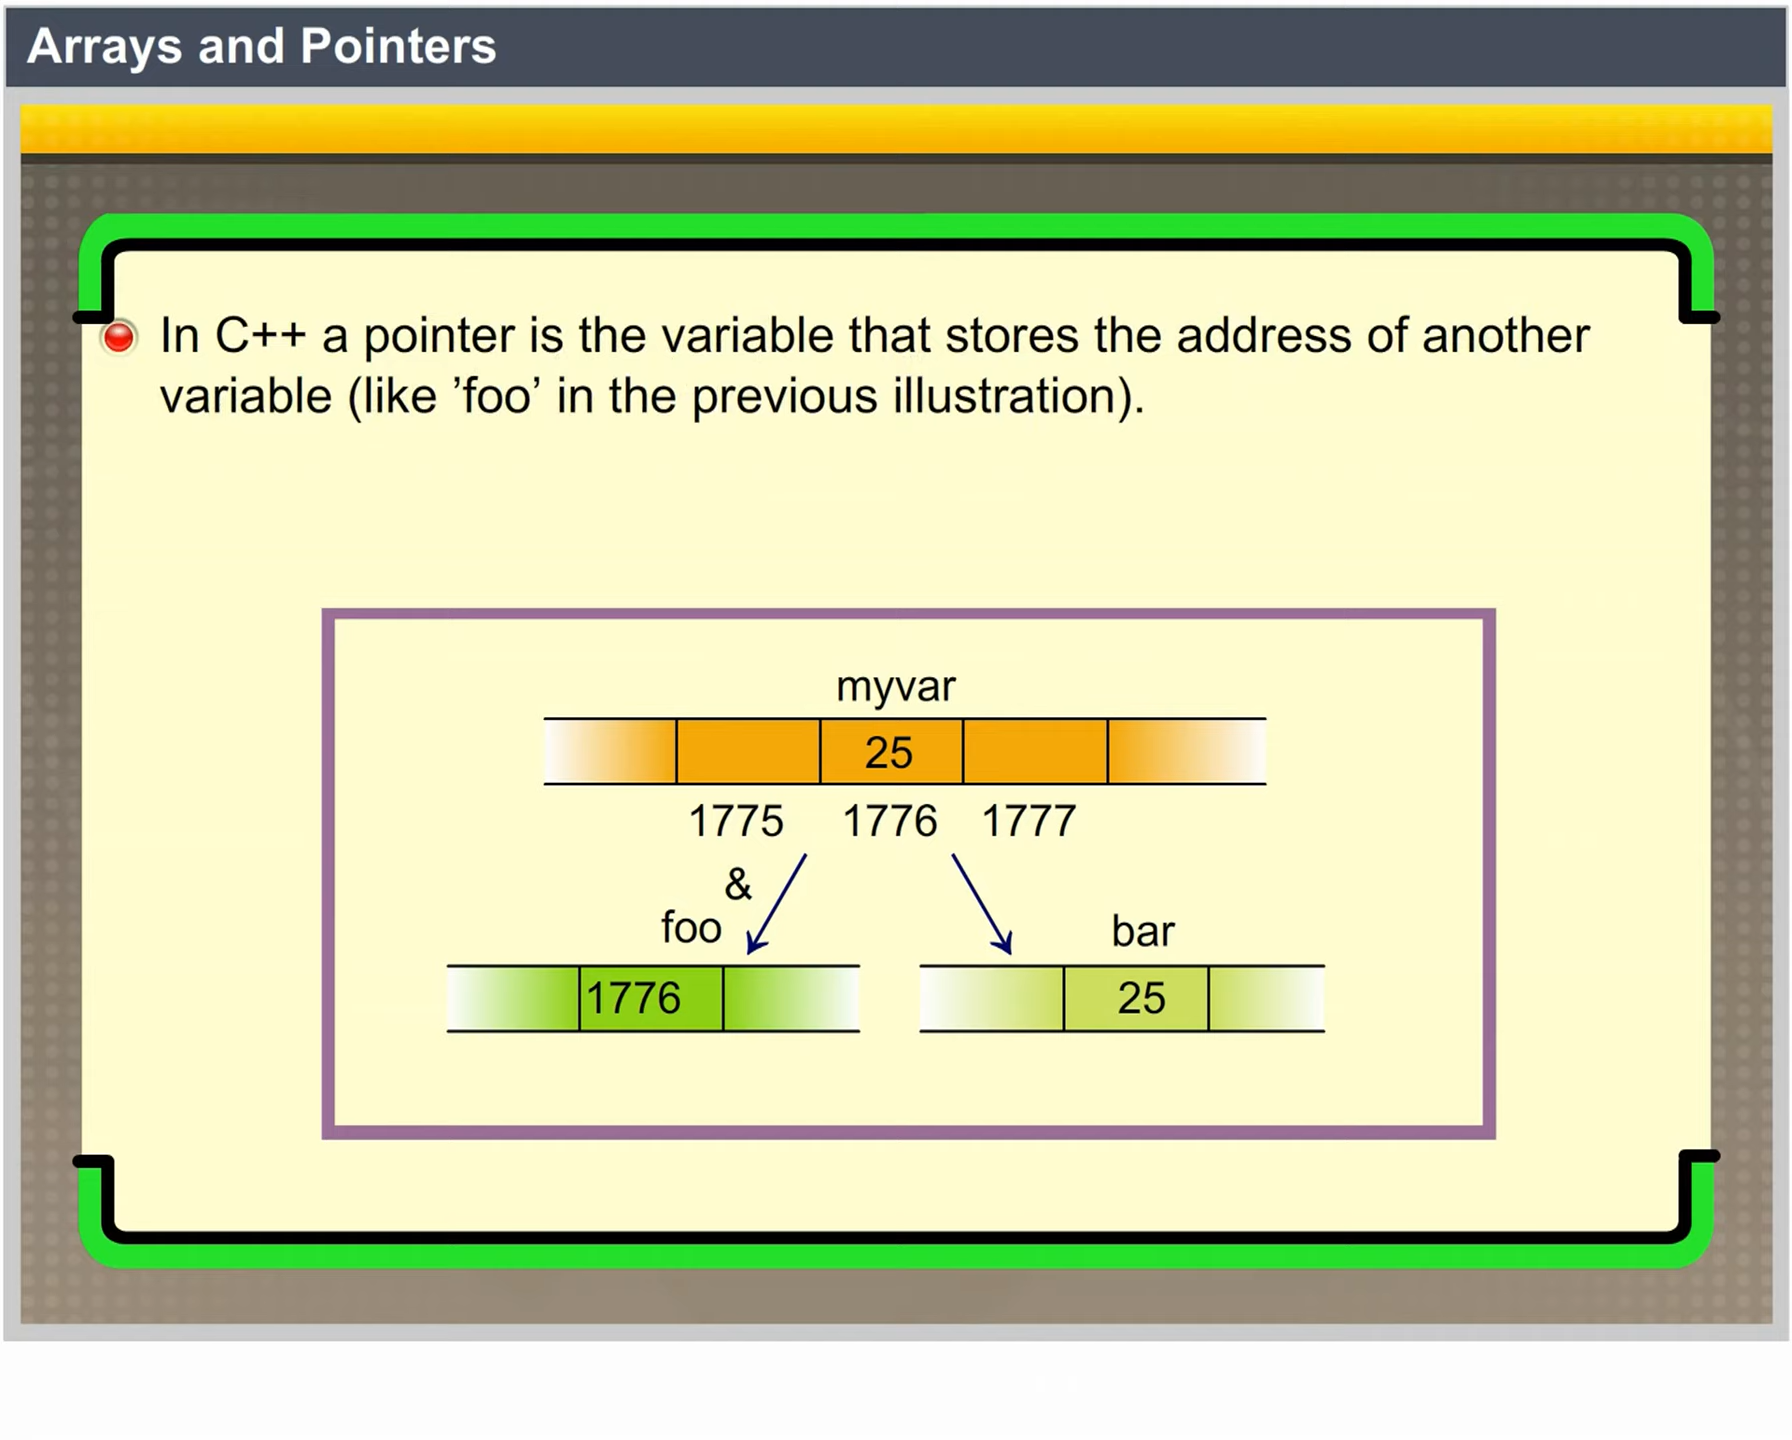 Arrays and Pointers
In C++ a pointer is the variable that stores the address of another
variable (like ’foo’ in the previous illustration).
myvar
25
1775 1776 1777
&
foo
bar
1776
25